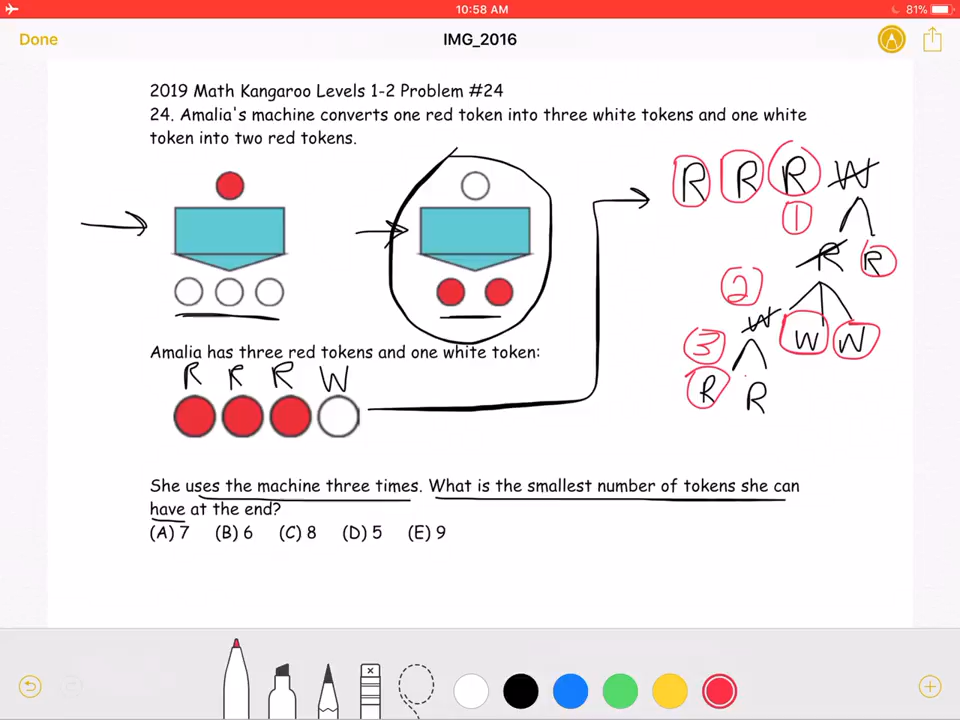 10:58 AM
81%
Done
IMG_2016
2019 Math Kangaroo Levels 1-2 Problem #24
24. Amalia's machine converts one red token into three white tokens and one white
token into two red tokens.
R R R W
1
R R
2
W W W
3
R R
Amalia has three red tokens and one white token:
R R R W
She uses the machine three times. What is the smallest number of tokens she can
have at the end?
(A) 7 (B) 6 (C) 8 (D) 5 (E) 9